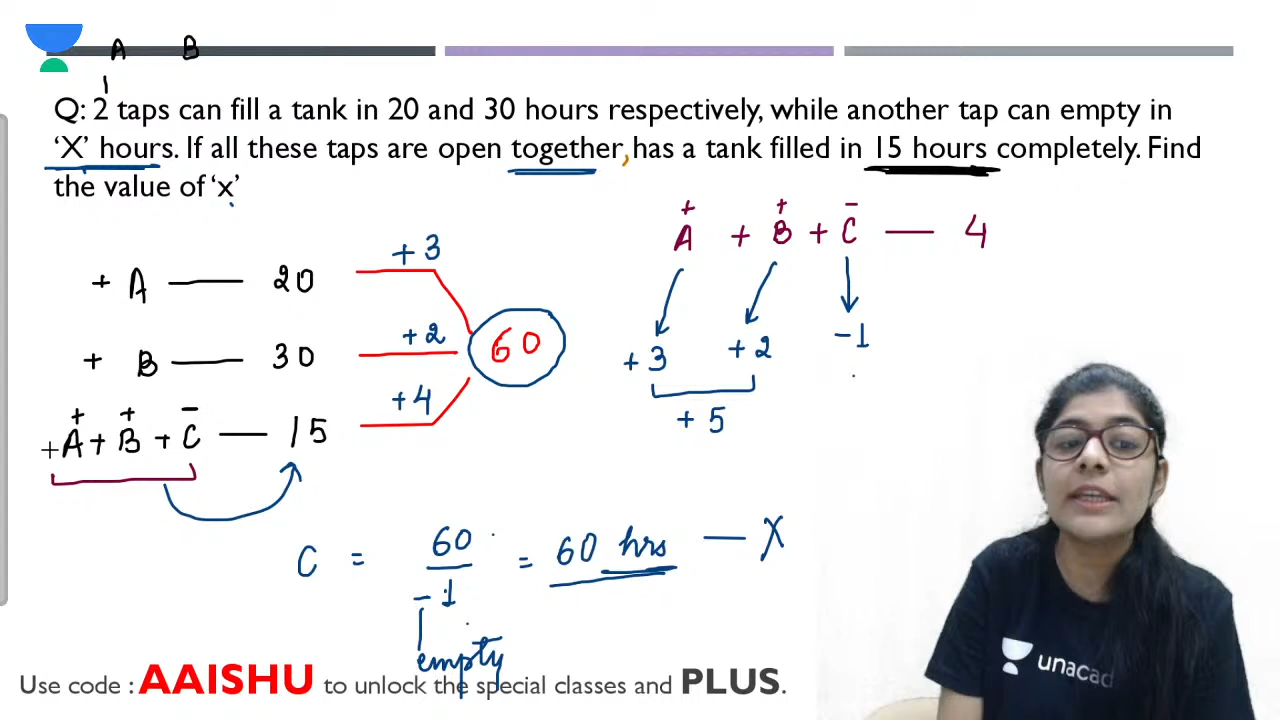 A B
1
Q: 2 taps can fill a tank in 20 and 30 hours respectively, while another tap can empty in
‘X’ hours. If all these taps are open together, has a tank filled in 15 hours completely. Find
the value of ‘x’
+ + −
A + B + C — 4
+3
+ A — 20
+2
60
+ 3 + 2 −1
+ B — 30
+4
+ 5
+ + −
+A + B + C — 15
C = 60/−1 = 60 hrs — X
empty
unacad
Use code : AAISHU to unlock the special classes and PLUS.